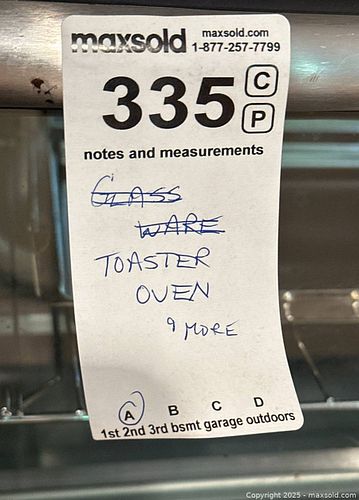 maxsold maxsold.com
1-877-257-7799
335 C
P
notes and measurements
GLASS
WARE
TOASTER
OVEN
9 MORE
A B C D
1st 2nd 3rd bsmt garage outdoors
Copyright © 2025 - maxsold.com